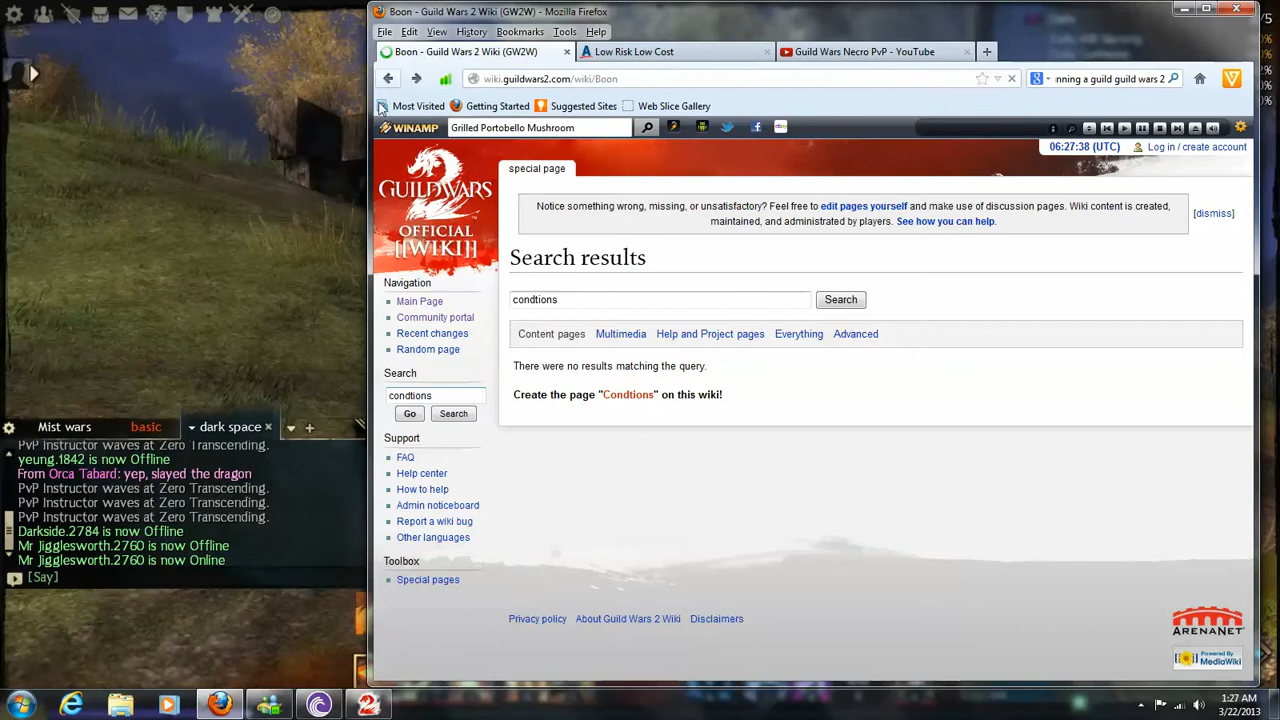 Boon - Guild Wars 2 Wiki (GW2W) - Mozilla Firefox
File Edit View History Bookmarks Tools Help
Boon - Guild Wars 2 Wiki (GW2W) × Low Risk Low Cost × Guild Wars Necro PvP - YouTube × +
wiki.guildwars2.com/wiki/Boon
nning a guild guild wars 2
Most Visited Getting Started Suggested Sites Web Slice Gallery
WINAMP Grilled Portobello Mushroom
06:27:38 (UTC) Log in / create account
special page
GUILD WARS
2
OFFICIAL
[[WIKI]]
Notice something wrong, missing, or unsatisfactory? Feel free to edit pages yourself and make use of discussion pages. Wiki content is created,
maintained, and administrated by players. See how you can help.
[dismiss]
Search results
condtions Search
Content pages Multimedia Help and Project pages Everything Advanced
There were no results matching the query.
Create the page "Condtions" on this wiki!
Navigation
Main Page
Community portal
Recent changes
Random page
Search
condtions
Go Search
Support
FAQ
Help center
How to help
Admin noticeboard
Report a wiki bug
Other languages
Toolbox
Special pages
Privacy policy About Guild Wars 2 Wiki Disclaimers
ARENANET
Powered By
MediaWiki
Mist wars basic dark space × +
PvP Instructor waves at Zero Transcending.
yeung.1842 is now Offline
From Orca Tabard: yep, slayed the dragon
PvP Instructor waves at Zero Transcending.
PvP Instructor waves at Zero Transcending.
PvP Instructor waves at Zero Transcending.
Darkside.2784 is now Offline
Mr Jigglesworth.2760 is now Offline
Mr Jigglesworth.2760 is now Online
[Say]
1:27 AM
3/22/2013